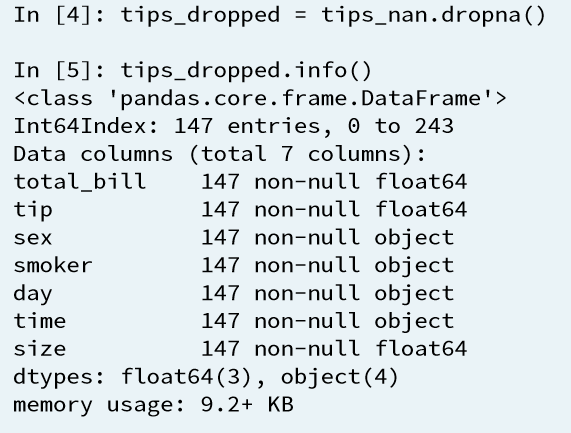 In [4]: tips_dropped = tips_nan.dropna()
In [5]: tips_dropped.info()
<class 'pandas.core.frame.DataFrame'>
Int64Index: 147 entries, 0 to 243
Data columns (total 7 columns):
total_bill    147 non-null float64
tip           147 non-null float64
sex           147 non-null object
smoker        147 non-null object
day           147 non-null object
time          147 non-null object
size          147 non-null float64
dtypes: float64(3), object(4)
memory usage: 9.2+ KB